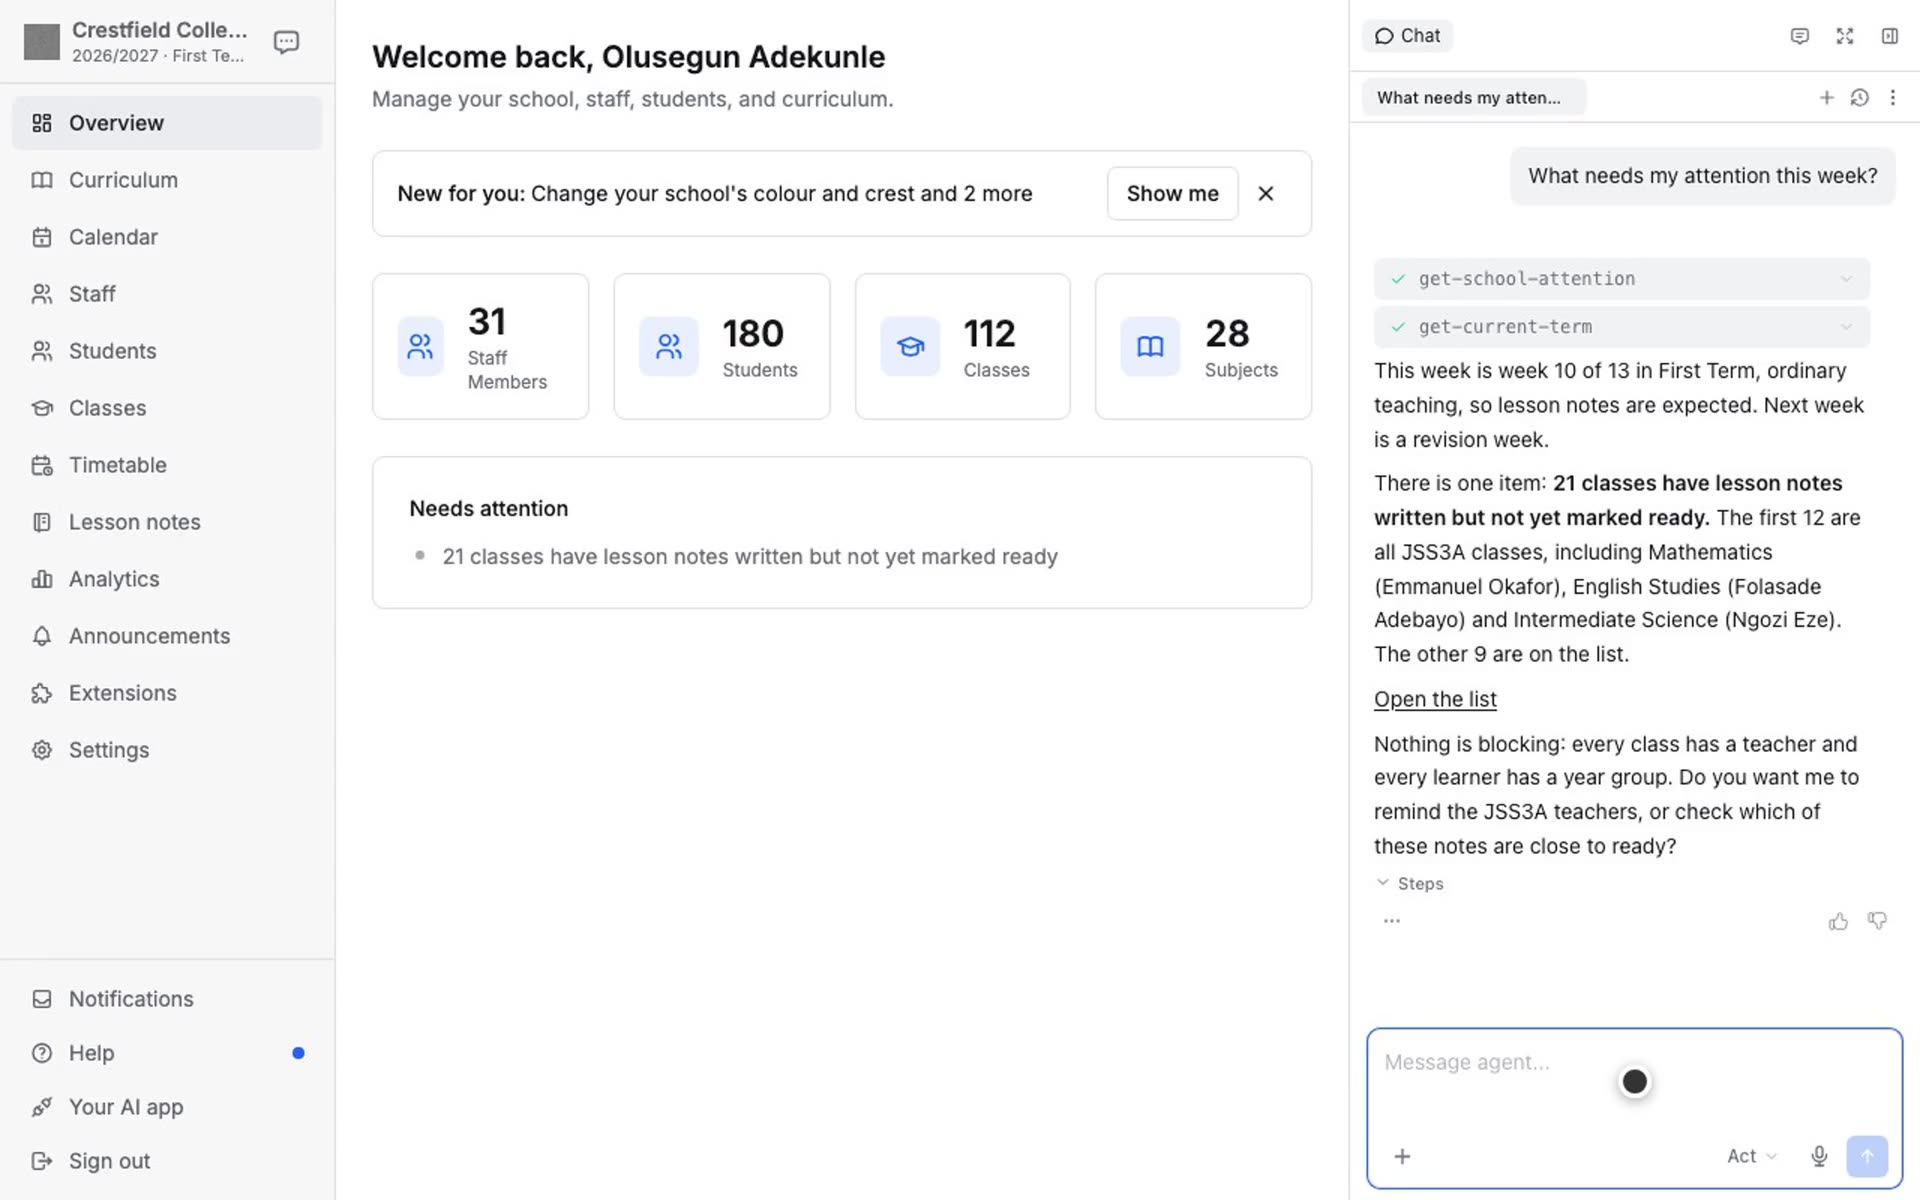 Crestfield Colle...
2026/2027 · First Te...
Overview
Curriculum
Calendar
Staff
Students
Classes
Timetable
Lesson notes
Analytics
Announcements
Extensions
Settings
Notifications
Help
Your AI app
Sign out
Welcome back, Olusegun Adekunle
Manage your school, staff, students, and curriculum.
New for you: Change your school's colour and crest and 2 more
Show me
31
Staff
Members
180
Students
112
Classes
28
Subjects
Needs attention
21 classes have lesson notes written but not yet marked ready
Chat
What needs my atten...
What needs my attention this week?
get-school-attention
get-current-term
This week is week 10 of 13 in First Term, ordinary
teaching, so lesson notes are expected. Next week
is a revision week.
There is one item: 21 classes have lesson notes
written but not yet marked ready. The first 12 are
all JSS3A classes, including Mathematics
(Emmanuel Okafor), English Studies (Folasade
Adebayo) and Intermediate Science (Ngozi Eze).
The other 9 are on the list.
Open the list
Nothing is blocking: every class has a teacher and
every learner has a year group. Do you want me to
remind the JSS3A teachers, or check which of
these notes are close to ready?
Steps
Message agent...
Act